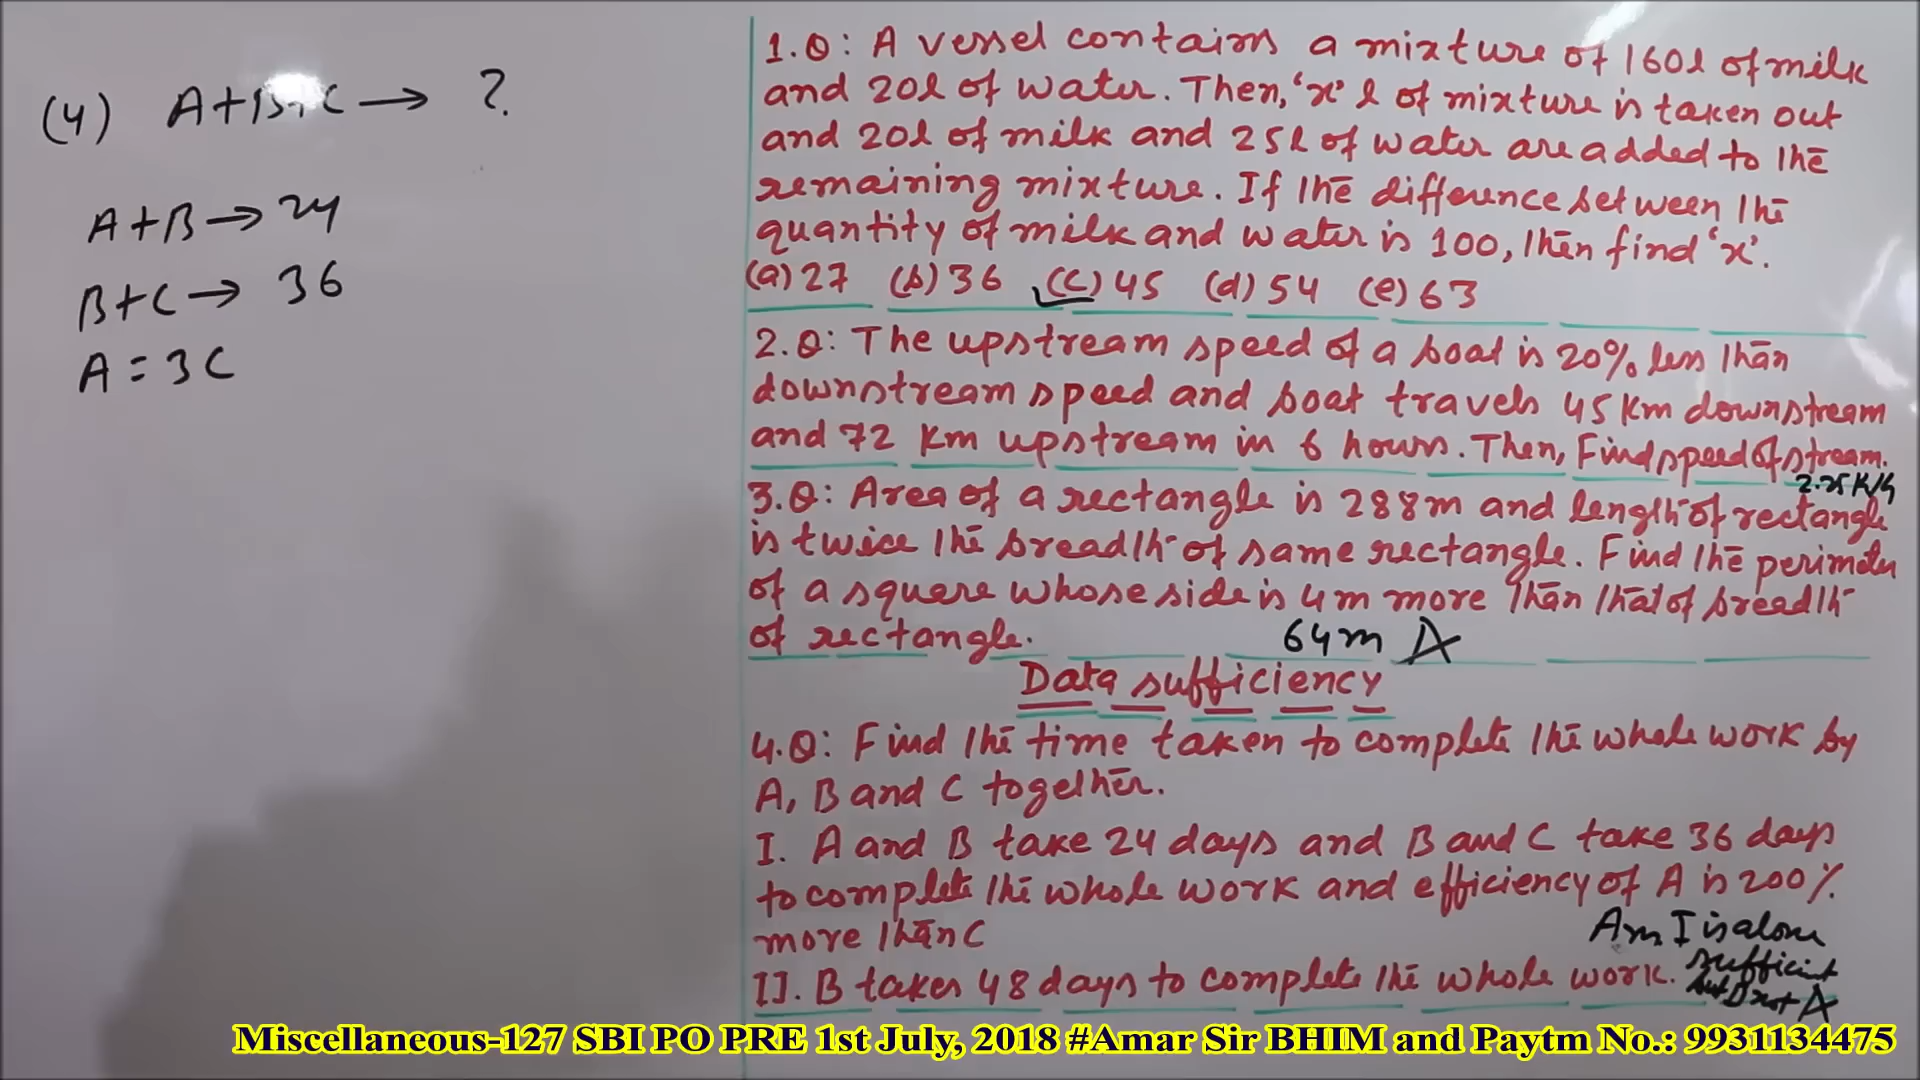 (4) A+B+C → ?
A+B → 24
B+C → 36
A = 3C
1.Q: A vessel contains a mixture of 160l of milk
and 20l of water. Then, 'x' l of mixture is taken out
and 20l of milk and 25l of water are added to the
remaining mixture. If the difference between the
quantity of milk and water is 100, then find 'x'.
(a) 27 (b) 36 (c) 45 (d) 54 (e) 63
2.Q: The upstream speed of a boat is 20% less than
downstream speed and boat travels 45 Km downstream
and 72 Km upstream in 6 hours. Then, Find speed of stream.
2.25 K/h
3.Q: Area of a rectangle is 288m and length of rectangle
is twice the breadth of same rectangle. Find the perimeter
of a square whose side is 4m more than that of breadth
of rectangle. 64m A
Data sufficiency
4.Q: Find the time taken to complete the whole work by
A, B and C together.
I. A and B take 24 days and B and C take 36 days
to complete the whole work and efficiency of A is 200%
more than C
Ans I is alone
sufficient
but II not A
II. B takes 48 days to complete the whole work.
Miscellaneous-127 SBI PO PRE 1st July, 2018 #Amar Sir BHIM and Paytm No.: 9931134475